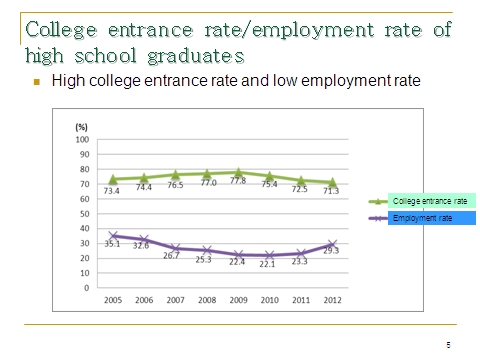 College entrance rate/employment rate of
high school graduates
High college entrance rate and low employment rate
(%)
100
90
80
70
60
50
40
30
20
10
0
73.4 74.4 76.5 77.0 77.8 75.4 72.5 71.3
35.1 32.6 26.7 25.3 22.4 22.1 23.3 29.3
2005 2006 2007 2008 2009 2010 2011 2012
College entrance rate
Employment rate
5